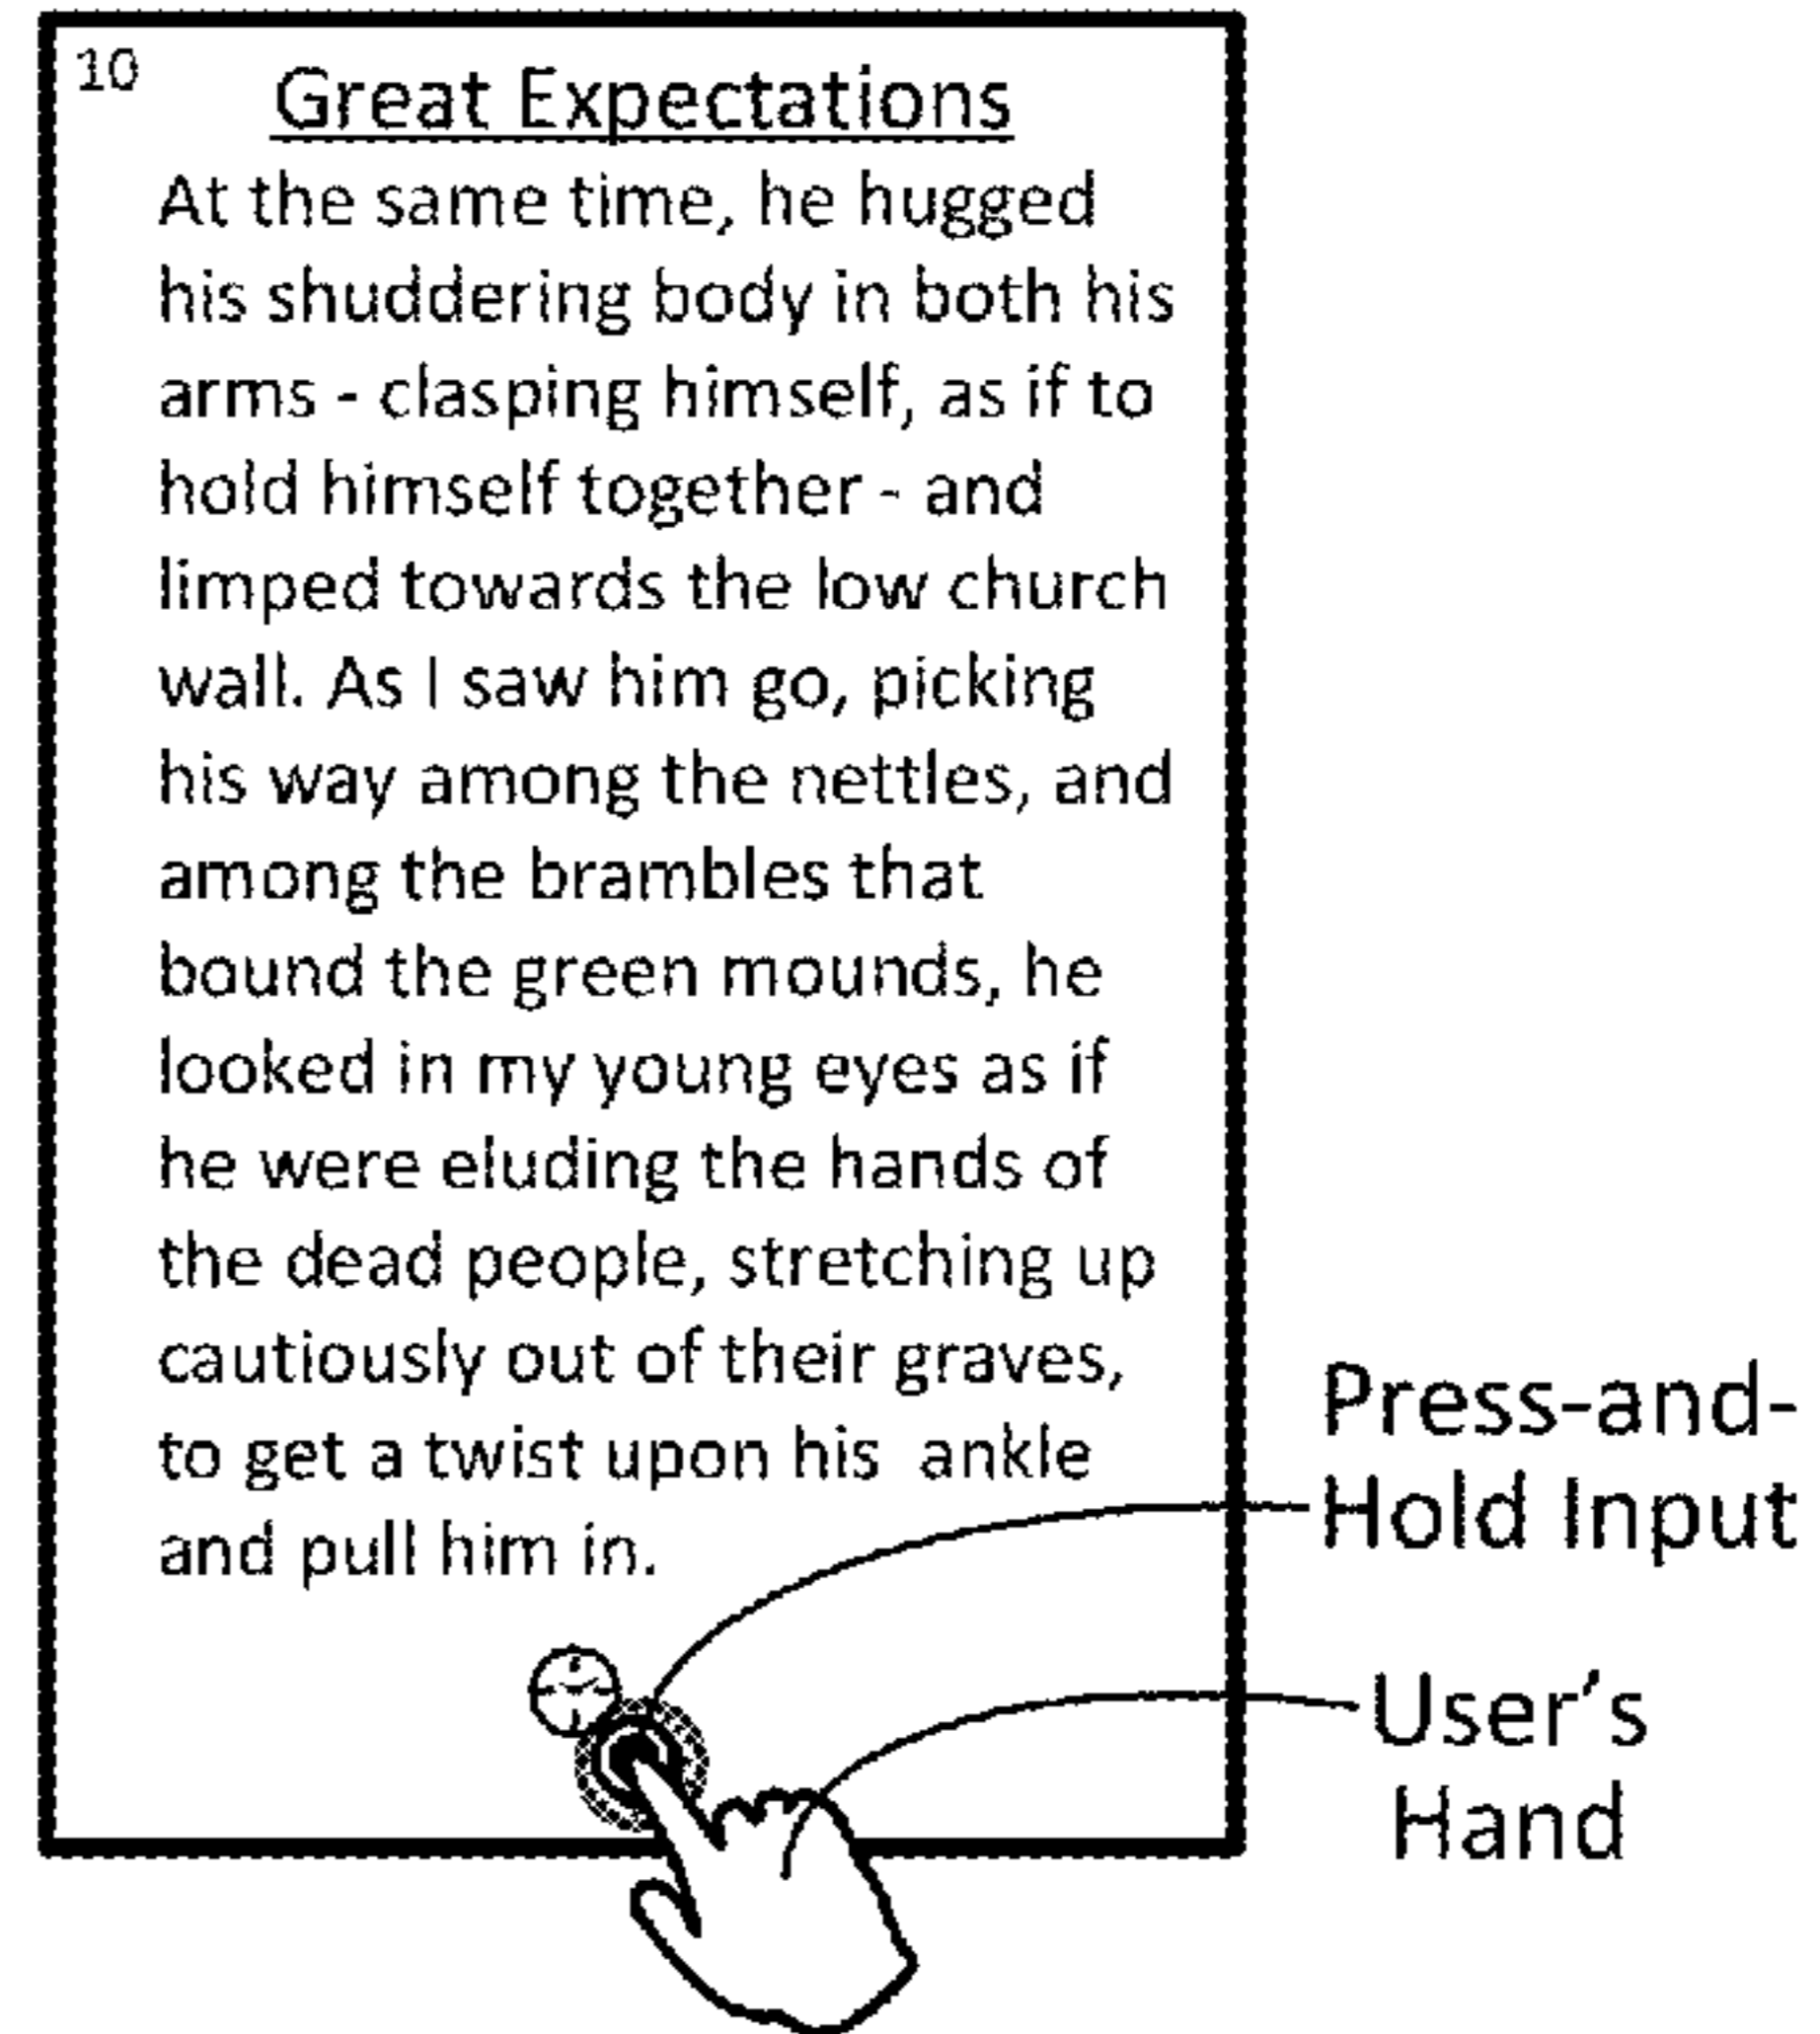 10
Great Expectations
At the same time, he hugged
his shuddering body in both his
arms - clasping himself, as if to
hold himself together - and
limped towards the low church
wall. As I saw him go, picking
his way among the nettles, and
among the brambles that
bound the green mounds, he
looked in my young eyes as if
he were eluding the hands of
the dead people, stretching up
cautiously out of their graves,
to get a twist upon his  ankle
and pull him in.
Press-and-
Hold Input
User's
Hand